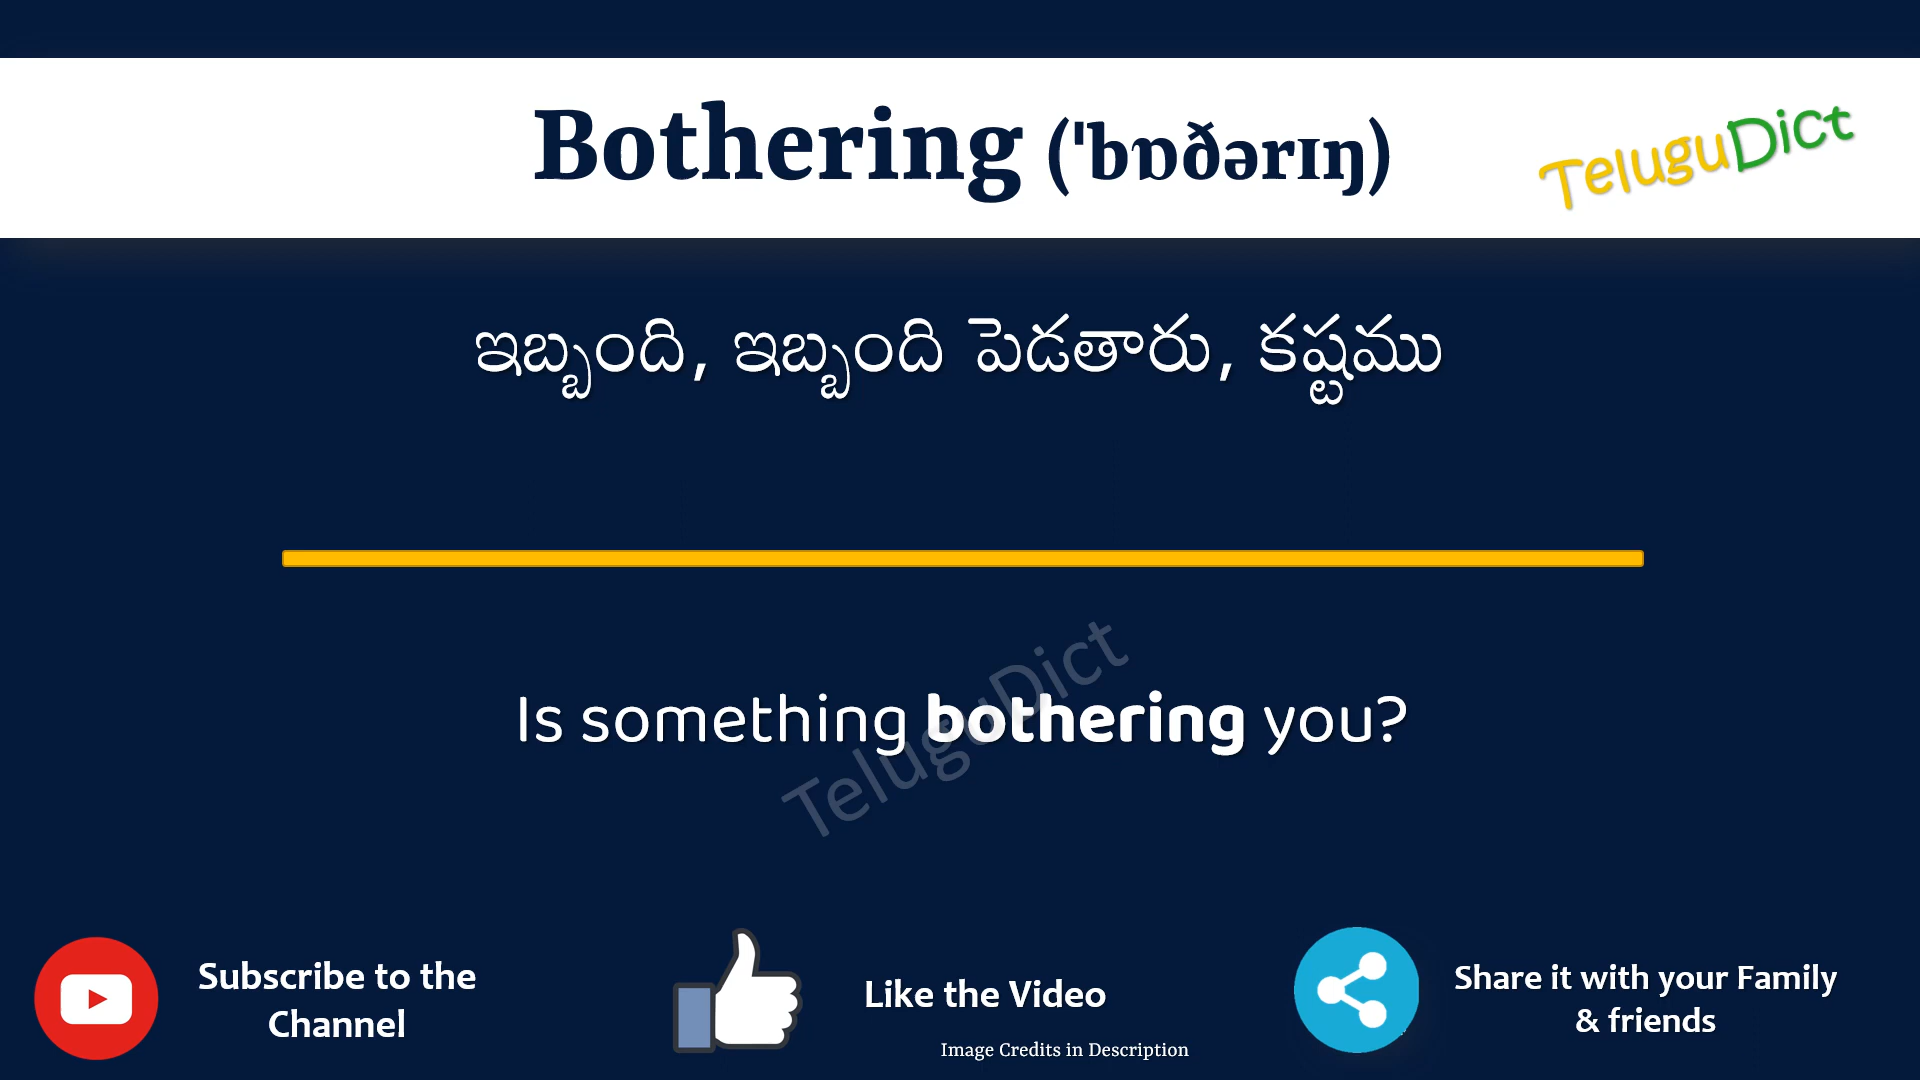 Bothering (ˈbɒðərɪŋ)
TeluguDict
ఇబ్బంది, ఇబ్బంది పెడతారు, కష్టము
Is something bothering you?
TeluguDict
Subscribe to the
Channel
Like the Video
Share it with your Family
& friends
Image Credits in Description